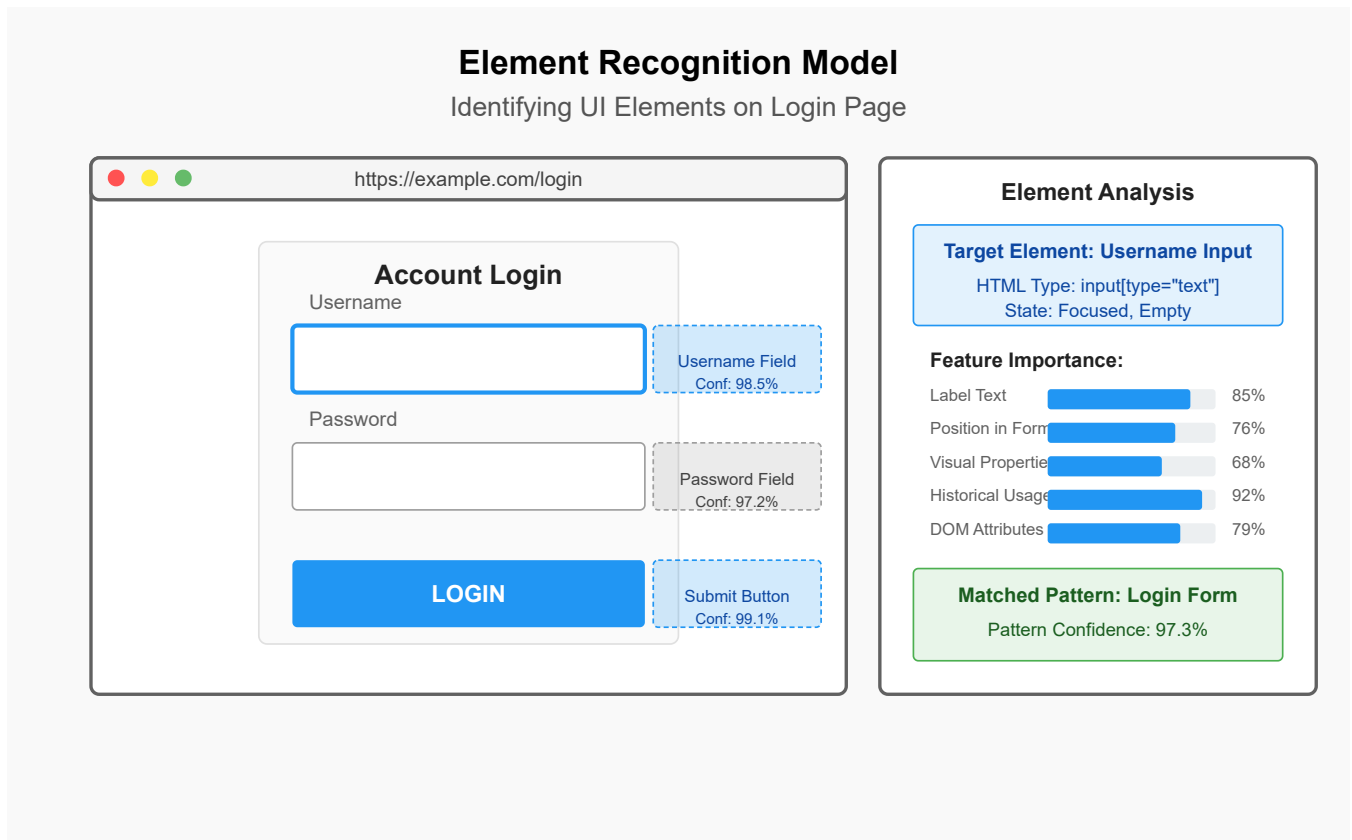 Element Recognition Model
Identifying UI Elements on Login Page
https://example.com/login
Account Login
Username
Username Field
Conf: 98.5%
Password
Password Field
Conf: 97.2%
LOGIN
Submit Button
Conf: 99.1%
Element Analysis
Target Element: Username Input
HTML Type: input[type="text"]
State: Focused, Empty
Feature Importance:
Label Text 85%
Position in Form 76%
Visual Propertie 68%
Historical Usage 92%
DOM Attributes 79%
Matched Pattern: Login Form
Pattern Confidence: 97.3%